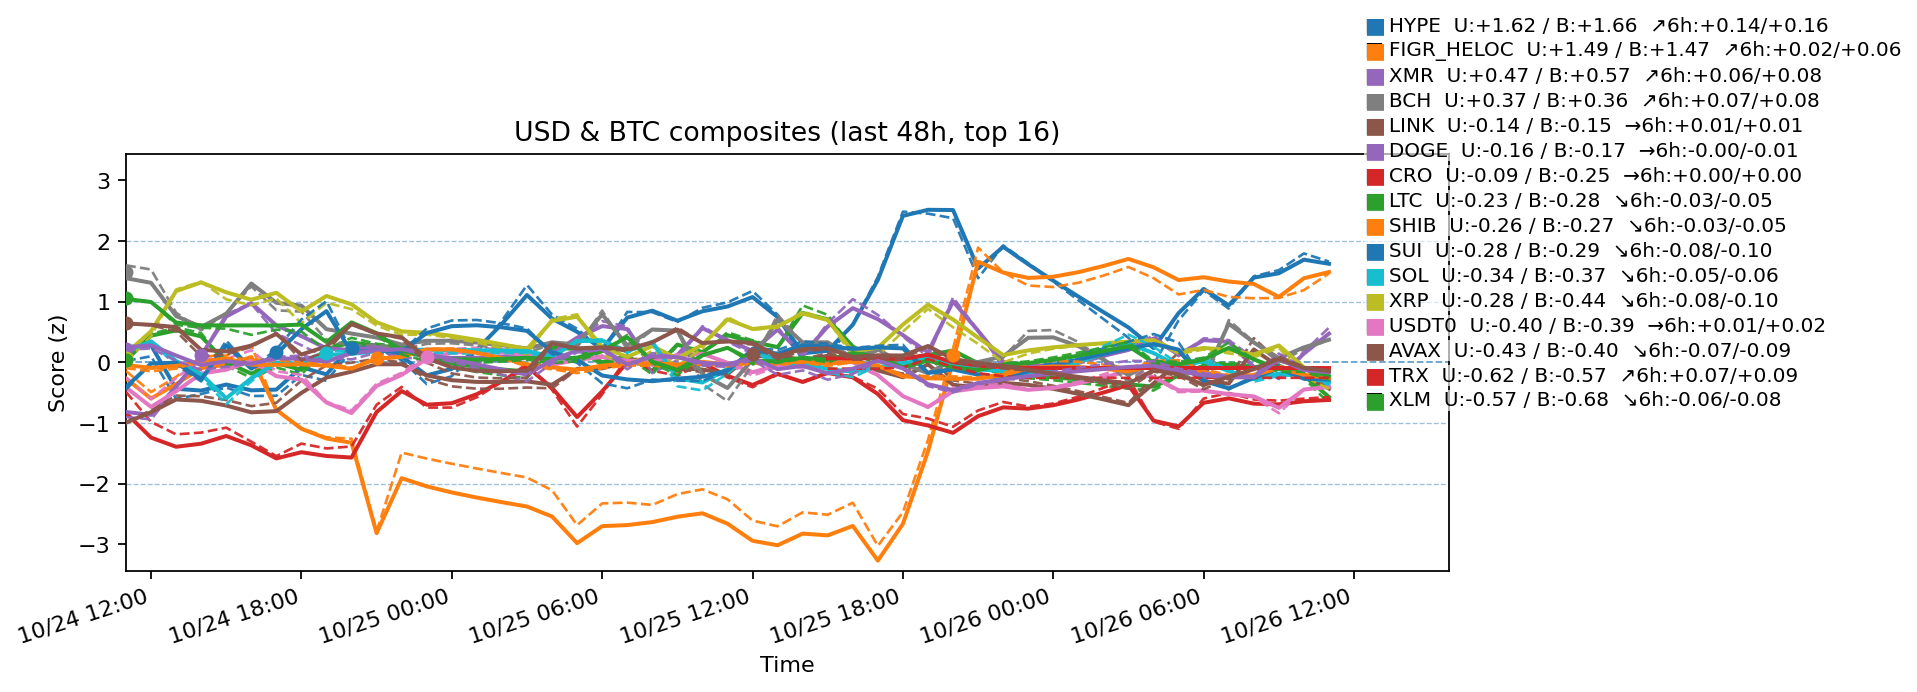 HYPE U:+1.62 / B:+1.66 ↗6h:+0.14/+0.16
FIGR_HELOC U:+1.49 / B:+1.47 ↗6h:+0.02/+0.06
XMR U:+0.47 / B:+0.57 ↗6h:+0.06/+0.08
BCH U:+0.37 / B:+0.36 ↗6h:+0.07/+0.08
LINK U:-0.14 / B:-0.15 →6h:+0.01/+0.01
DOGE U:-0.16 / B:-0.17 →6h:-0.00/-0.01
CRO U:-0.09 / B:-0.25 →6h:+0.00/+0.00
LTC U:-0.23 / B:-0.28 ↘6h:-0.03/-0.05
SHIB U:-0.26 / B:-0.27 ↘6h:-0.03/-0.05
SUI U:-0.28 / B:-0.29 ↘6h:-0.08/-0.10
SOL U:-0.34 / B:-0.37 ↘6h:-0.05/-0.06
XRP U:-0.28 / B:-0.44 ↘6h:-0.08/-0.10
USDT0 U:-0.40 / B:-0.39 →6h:+0.01/+0.02
AVAX U:-0.43 / B:-0.40 ↘6h:-0.07/-0.09
TRX U:-0.62 / B:-0.57 ↗6h:+0.07/+0.09
XLM U:-0.57 / B:-0.68 ↘6h:-0.06/-0.08
USD & BTC composites (last 48h, top 16)
Score (z)
3
2
1
0
−1
−2
−3
10/24 12:00
10/24 18:00
10/25 00:00
10/25 06:00
10/25 12:00
10/25 18:00
10/26 00:00
10/26 06:00
10/26 12:00
Time